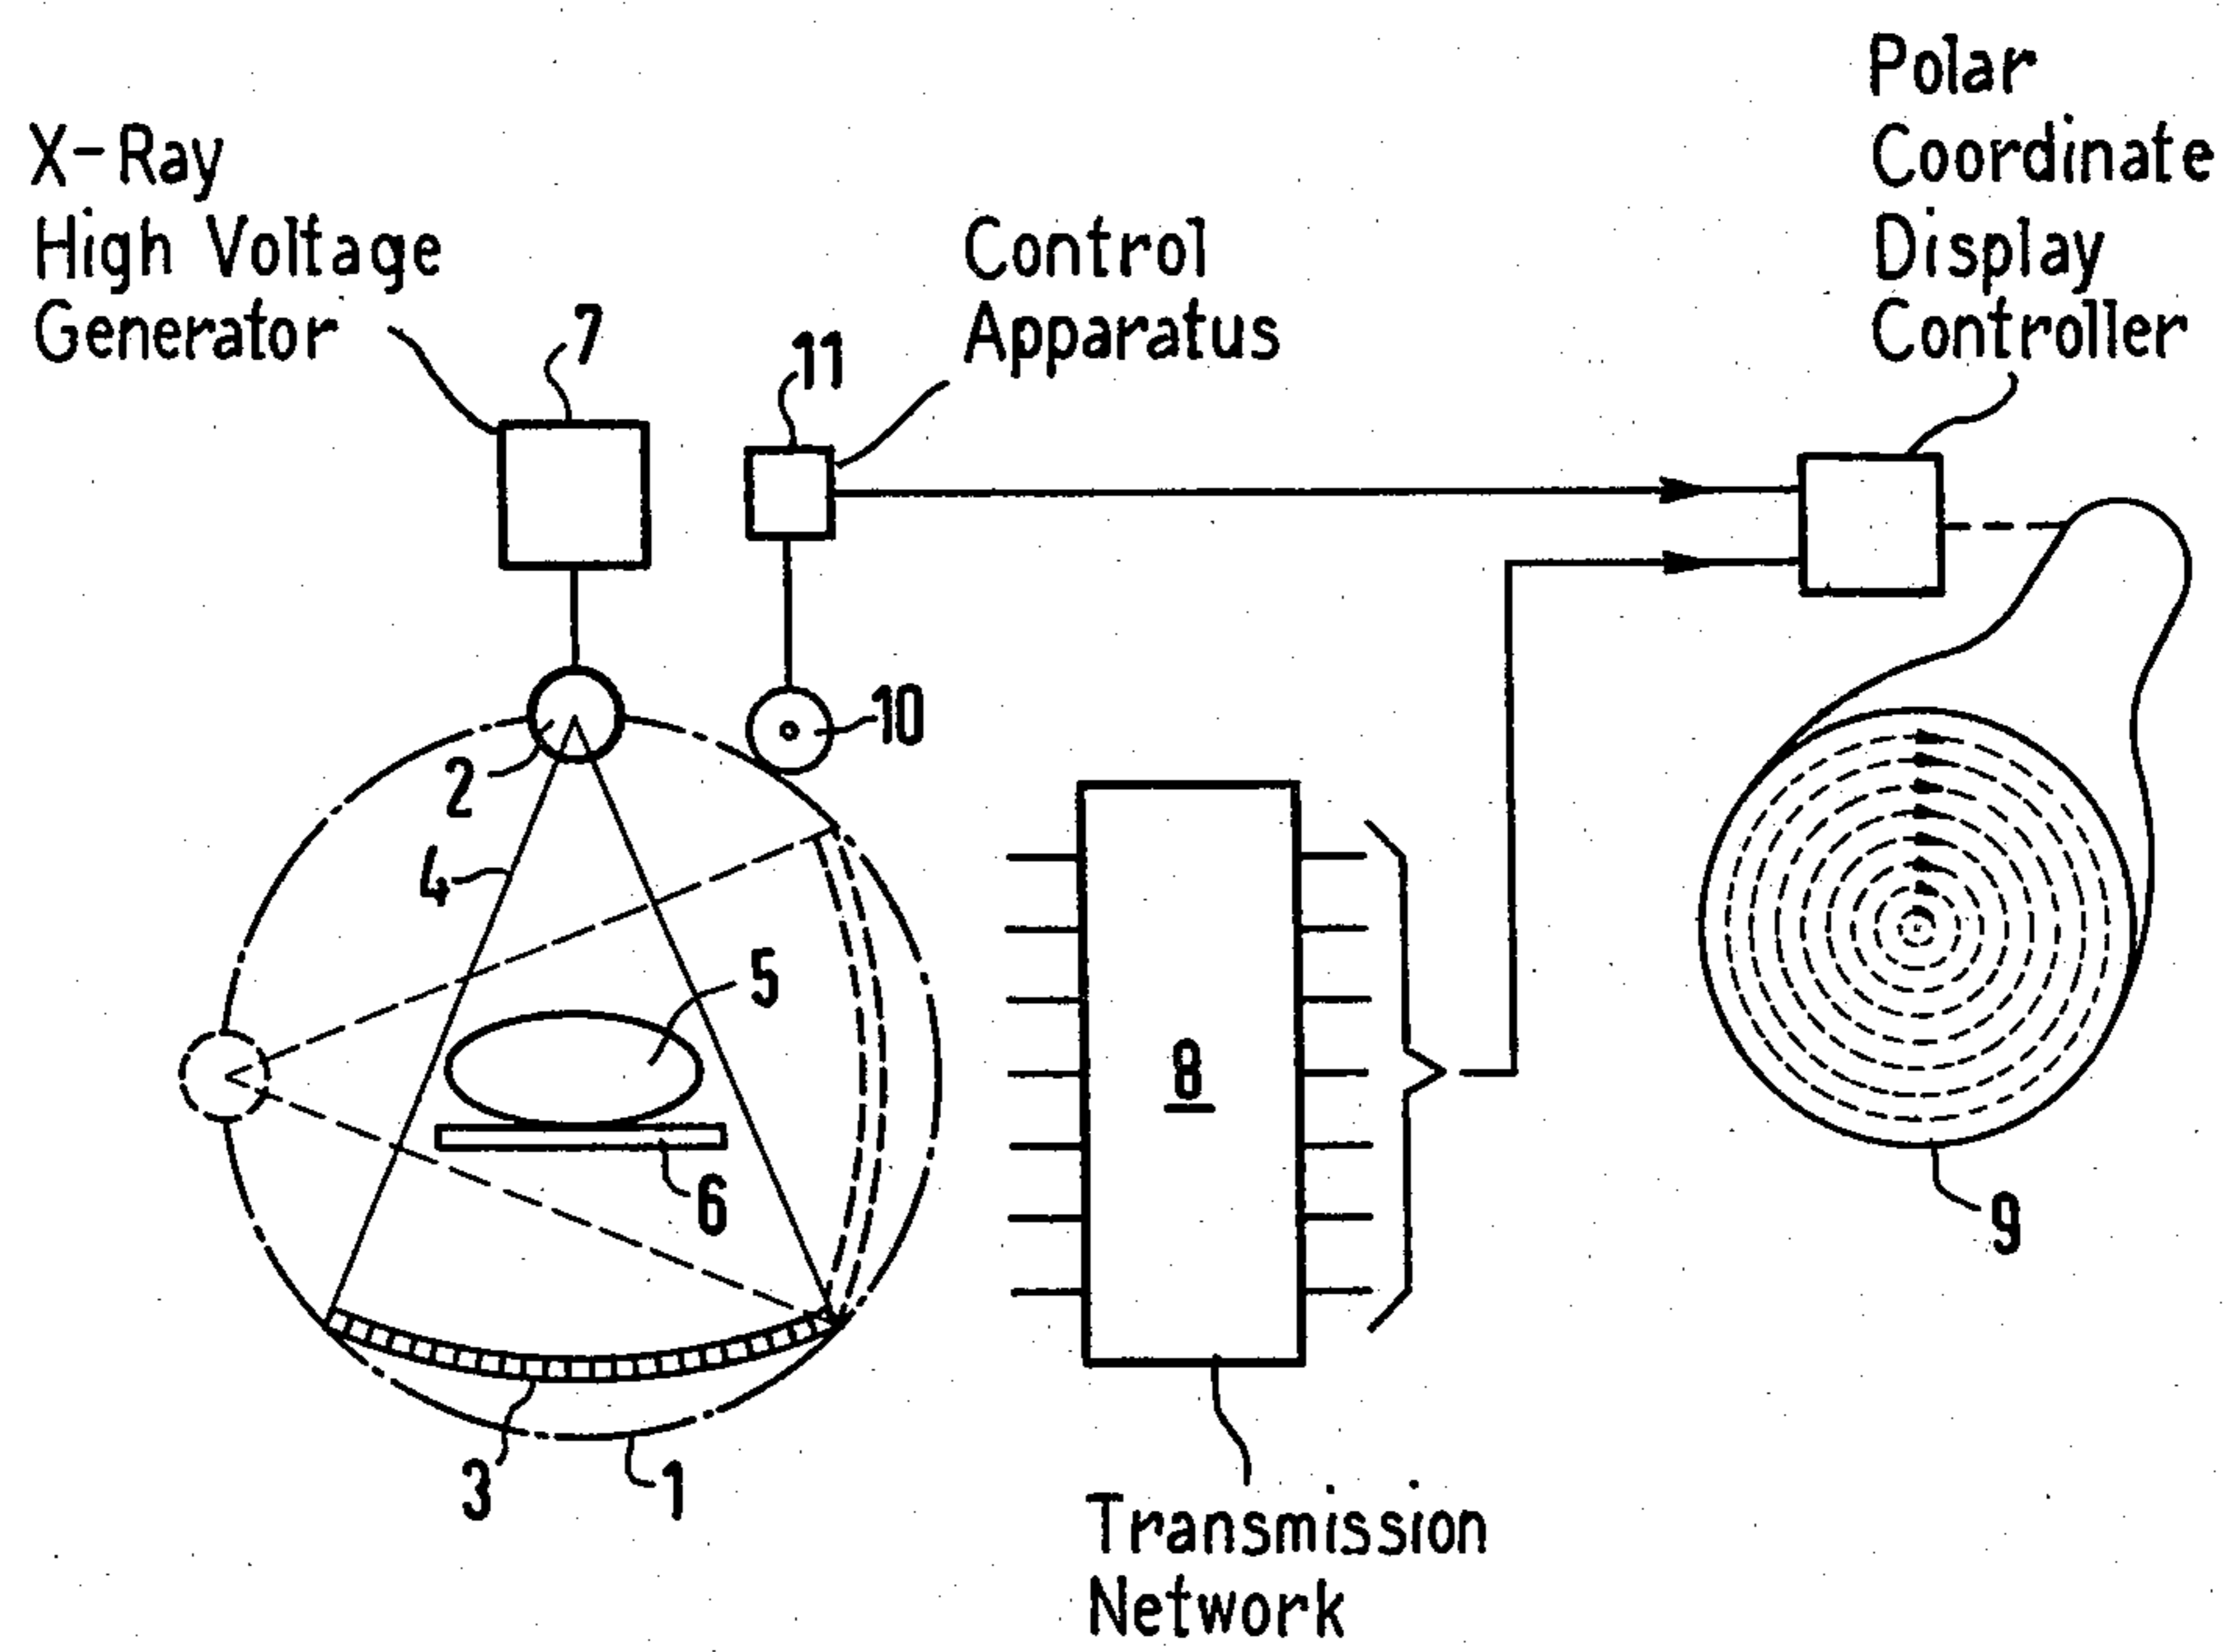 X-Ray
High Voltage
Generator
Control
Apparatus
Polar
Coordinate
Display
Controller
7
11
10
2
4
5
6
8
9
3
1
Transmission
Network